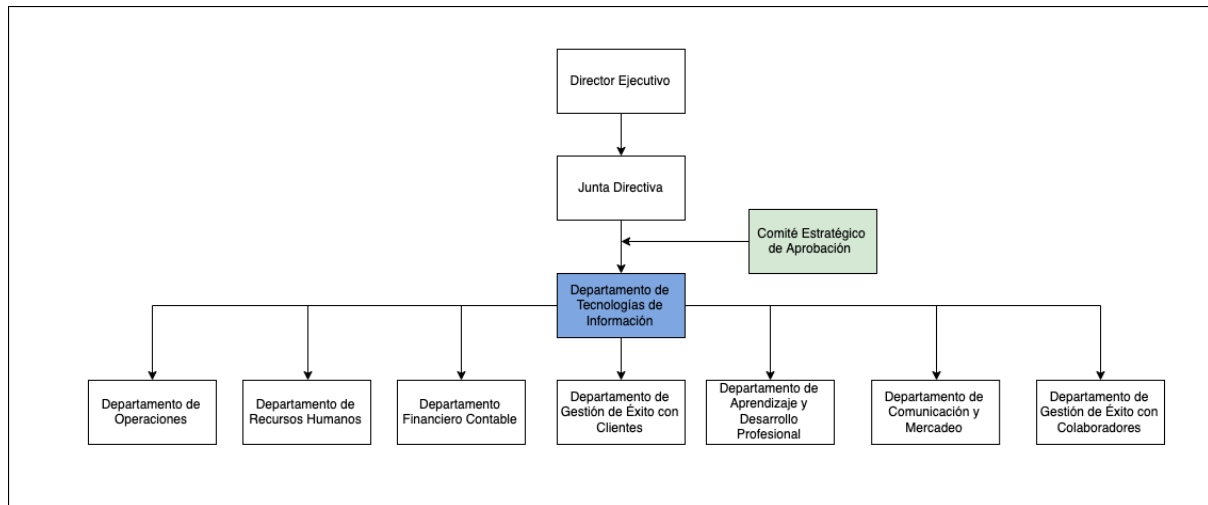 Director Ejecutivo
Junta Directiva
Comité Estratégico
de Aprobación
Departamento de
Tecnologías de
Información
Departamento de
Operaciones
Departamento de
Recursos Humanos
Departamento
Financiero Contable
Departamento de
Gestión de Éxito con
Clientes
Departamento de
Aprendizaje y
Desarrollo
Profesional
Departamento de
Comunicación y
Mercadeo
Departamento de
Gestión de Éxito con
Colaboradores